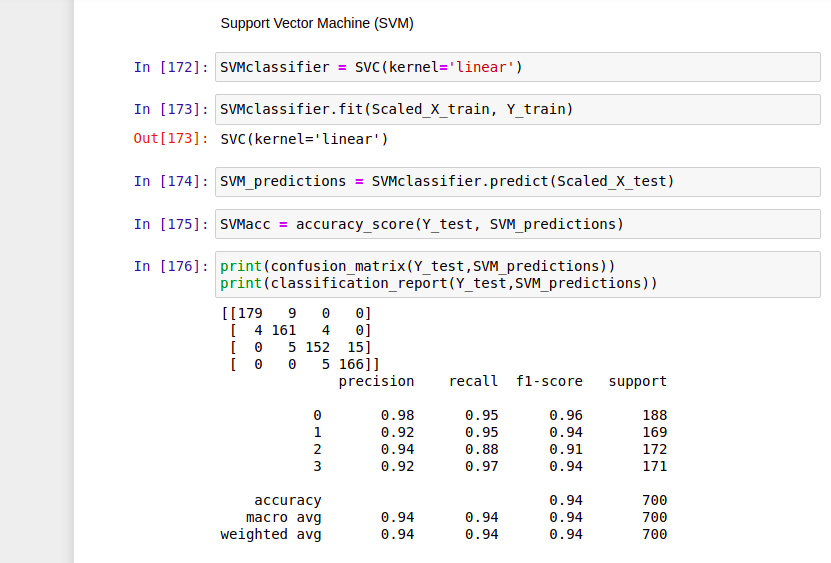 Support Vector Machine (SVM)
In [172]: SVMclassifier = SVC(kernel='linear')
In [173]: SVMclassifier.fit(Scaled_X_train, Y_train)
Out[173]: SVC(kernel='linear')
In [174]: SVM_predictions = SVMclassifier.predict(Scaled_X_test)
In [175]: SVMacc = accuracy_score(Y_test, SVM_predictions)
In [176]: print(confusion_matrix(Y_test,SVM_predictions))
print(classification_report(Y_test,SVM_predictions))
[[179   9   0   0]
 [  4 161   4   0]
 [  0   5 152  15]
 [  0   0   5 166]]
              precision    recall  f1-score   support
           0       0.98      0.95      0.96       188
           1       0.92      0.95      0.94       169
           2       0.94      0.88      0.91       172
           3       0.92      0.97      0.94       171
    accuracy                           0.94       700
   macro avg       0.94      0.94      0.94       700
weighted avg       0.94      0.94      0.94       700